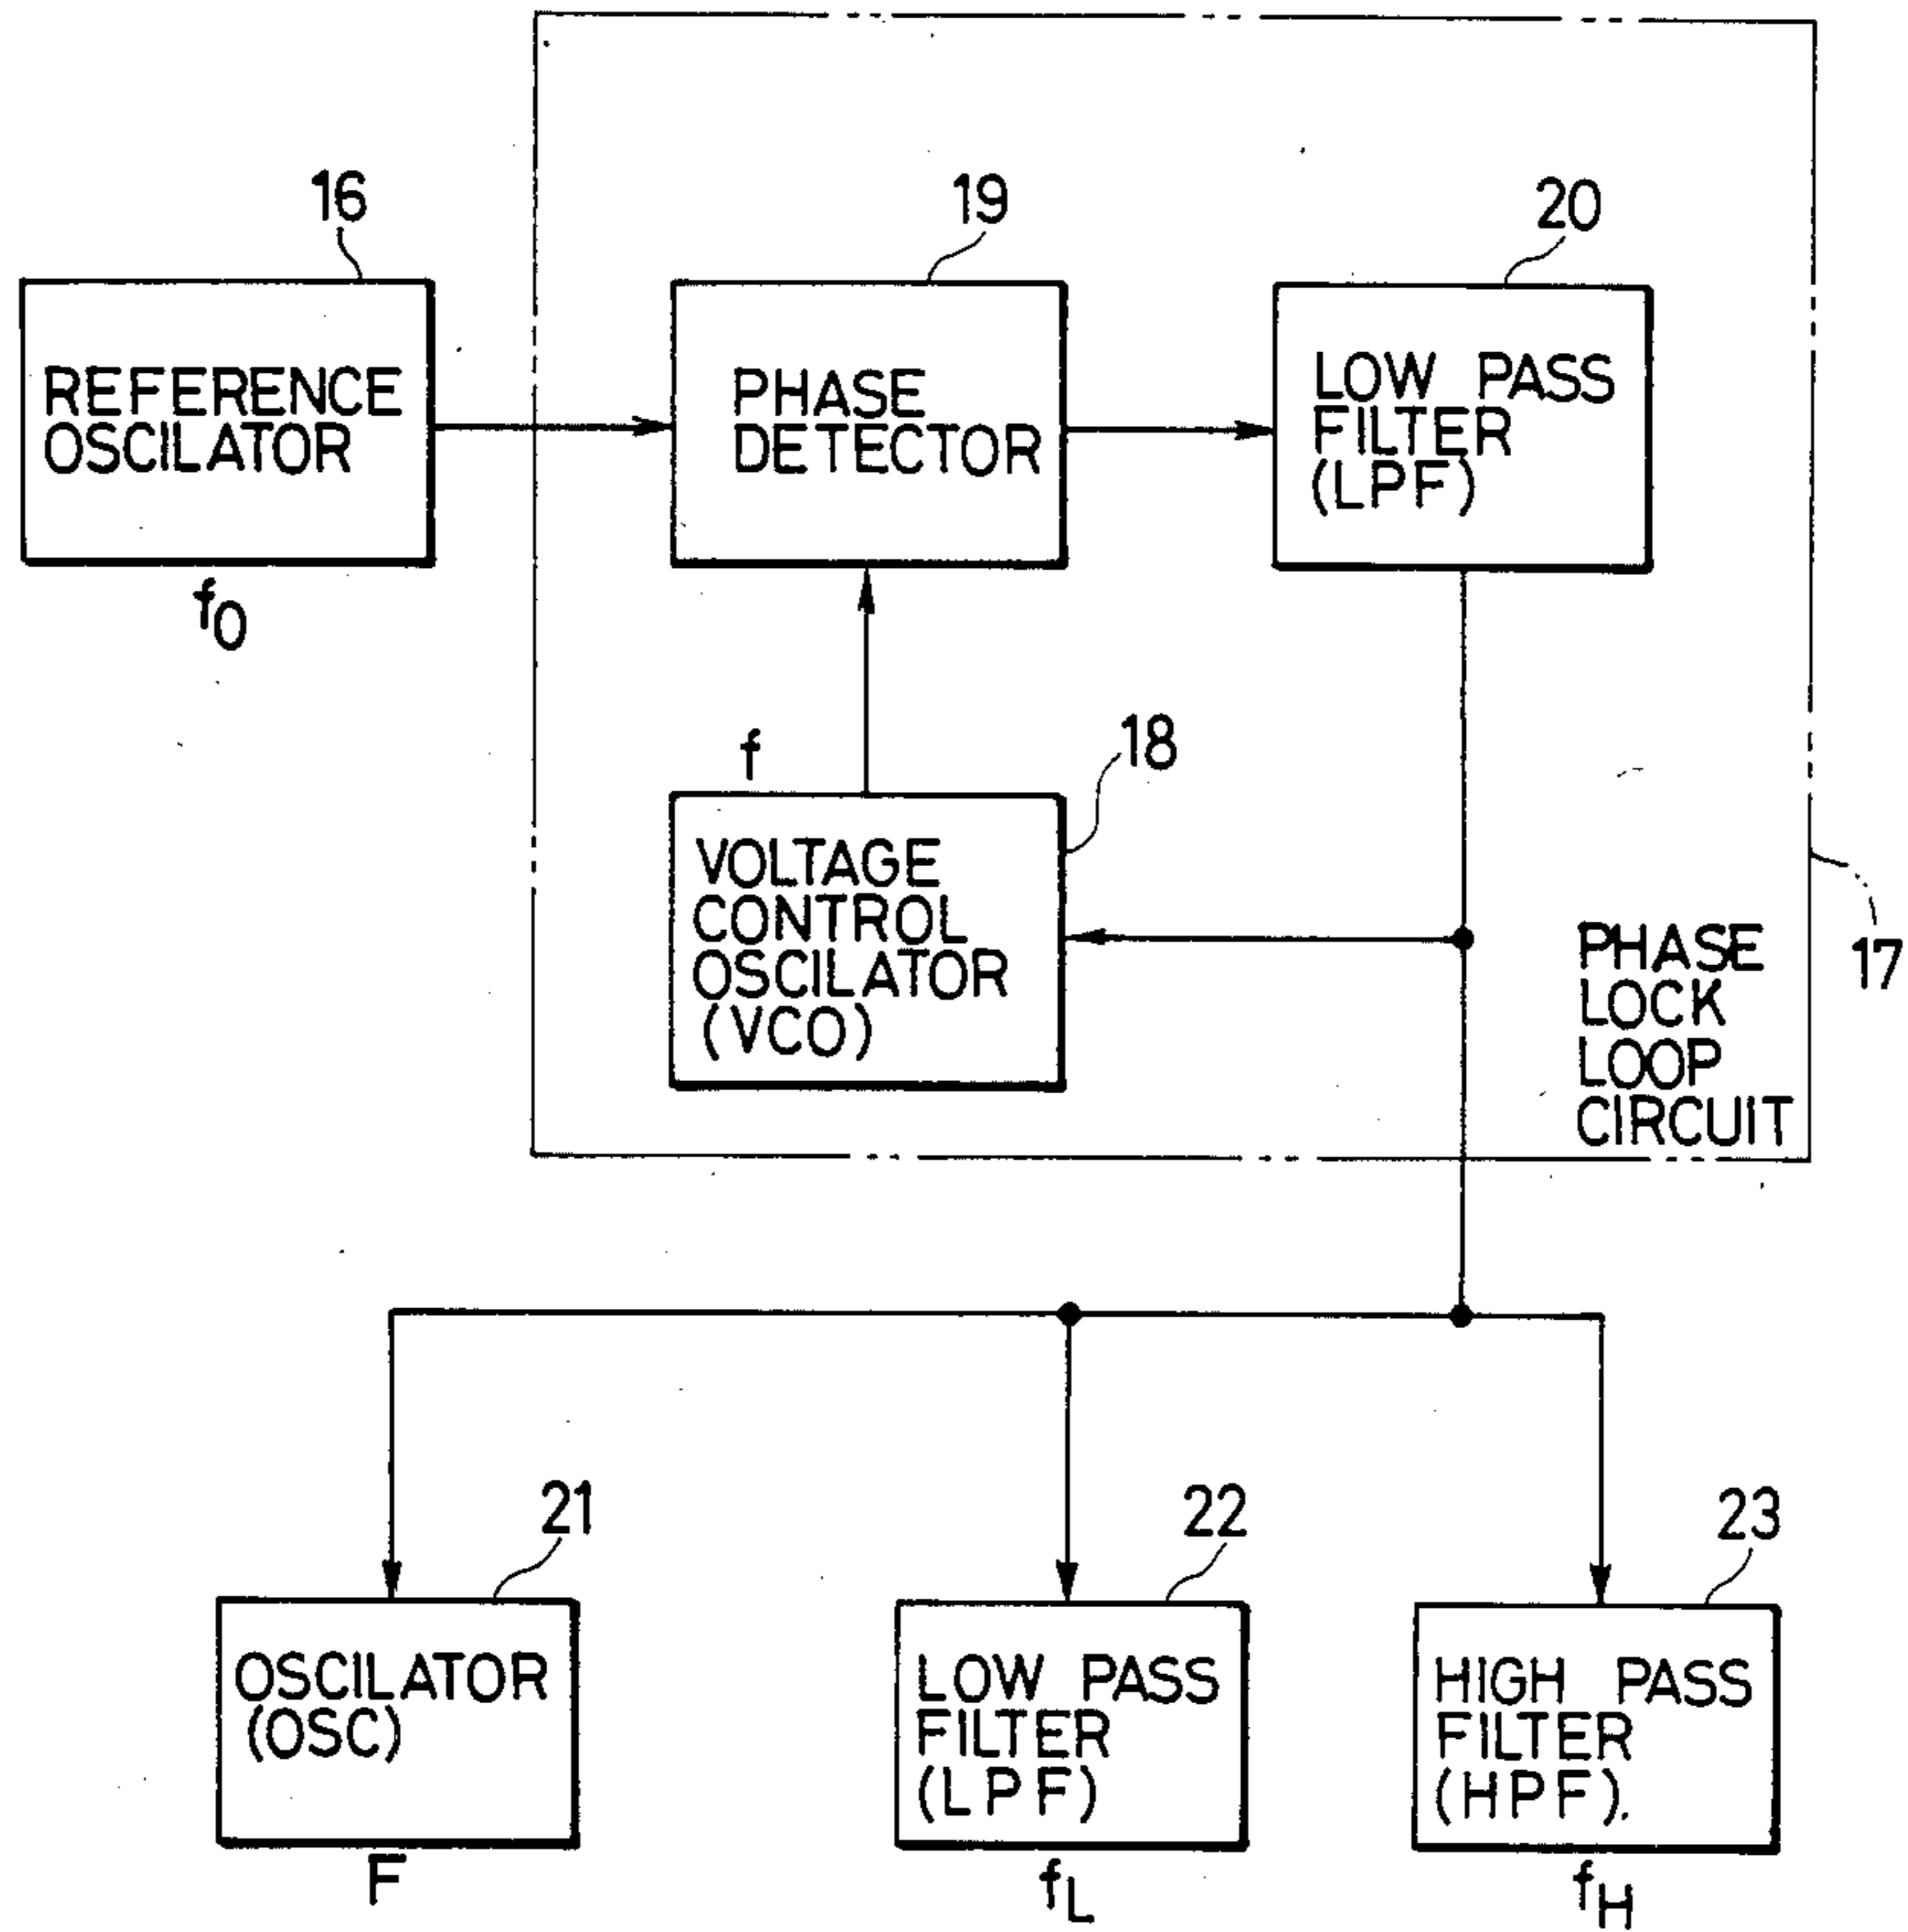 16
19
20
REFERENCE
OSCILATOR
PHASE
DETECTOR
LOW PASS
FILTER
(LPF)
f0
f
18
VOLTAGE
CONTROL
OSCILATOR
(VCO)
PHASE
LOCK
LOOP
CIRCUIT
17
21
22
23
OSCILATOR
(OSC)
LOW PASS
FILTER
(LPF)
HIGH PASS
FILTER
(HPF)
F
fL
fH